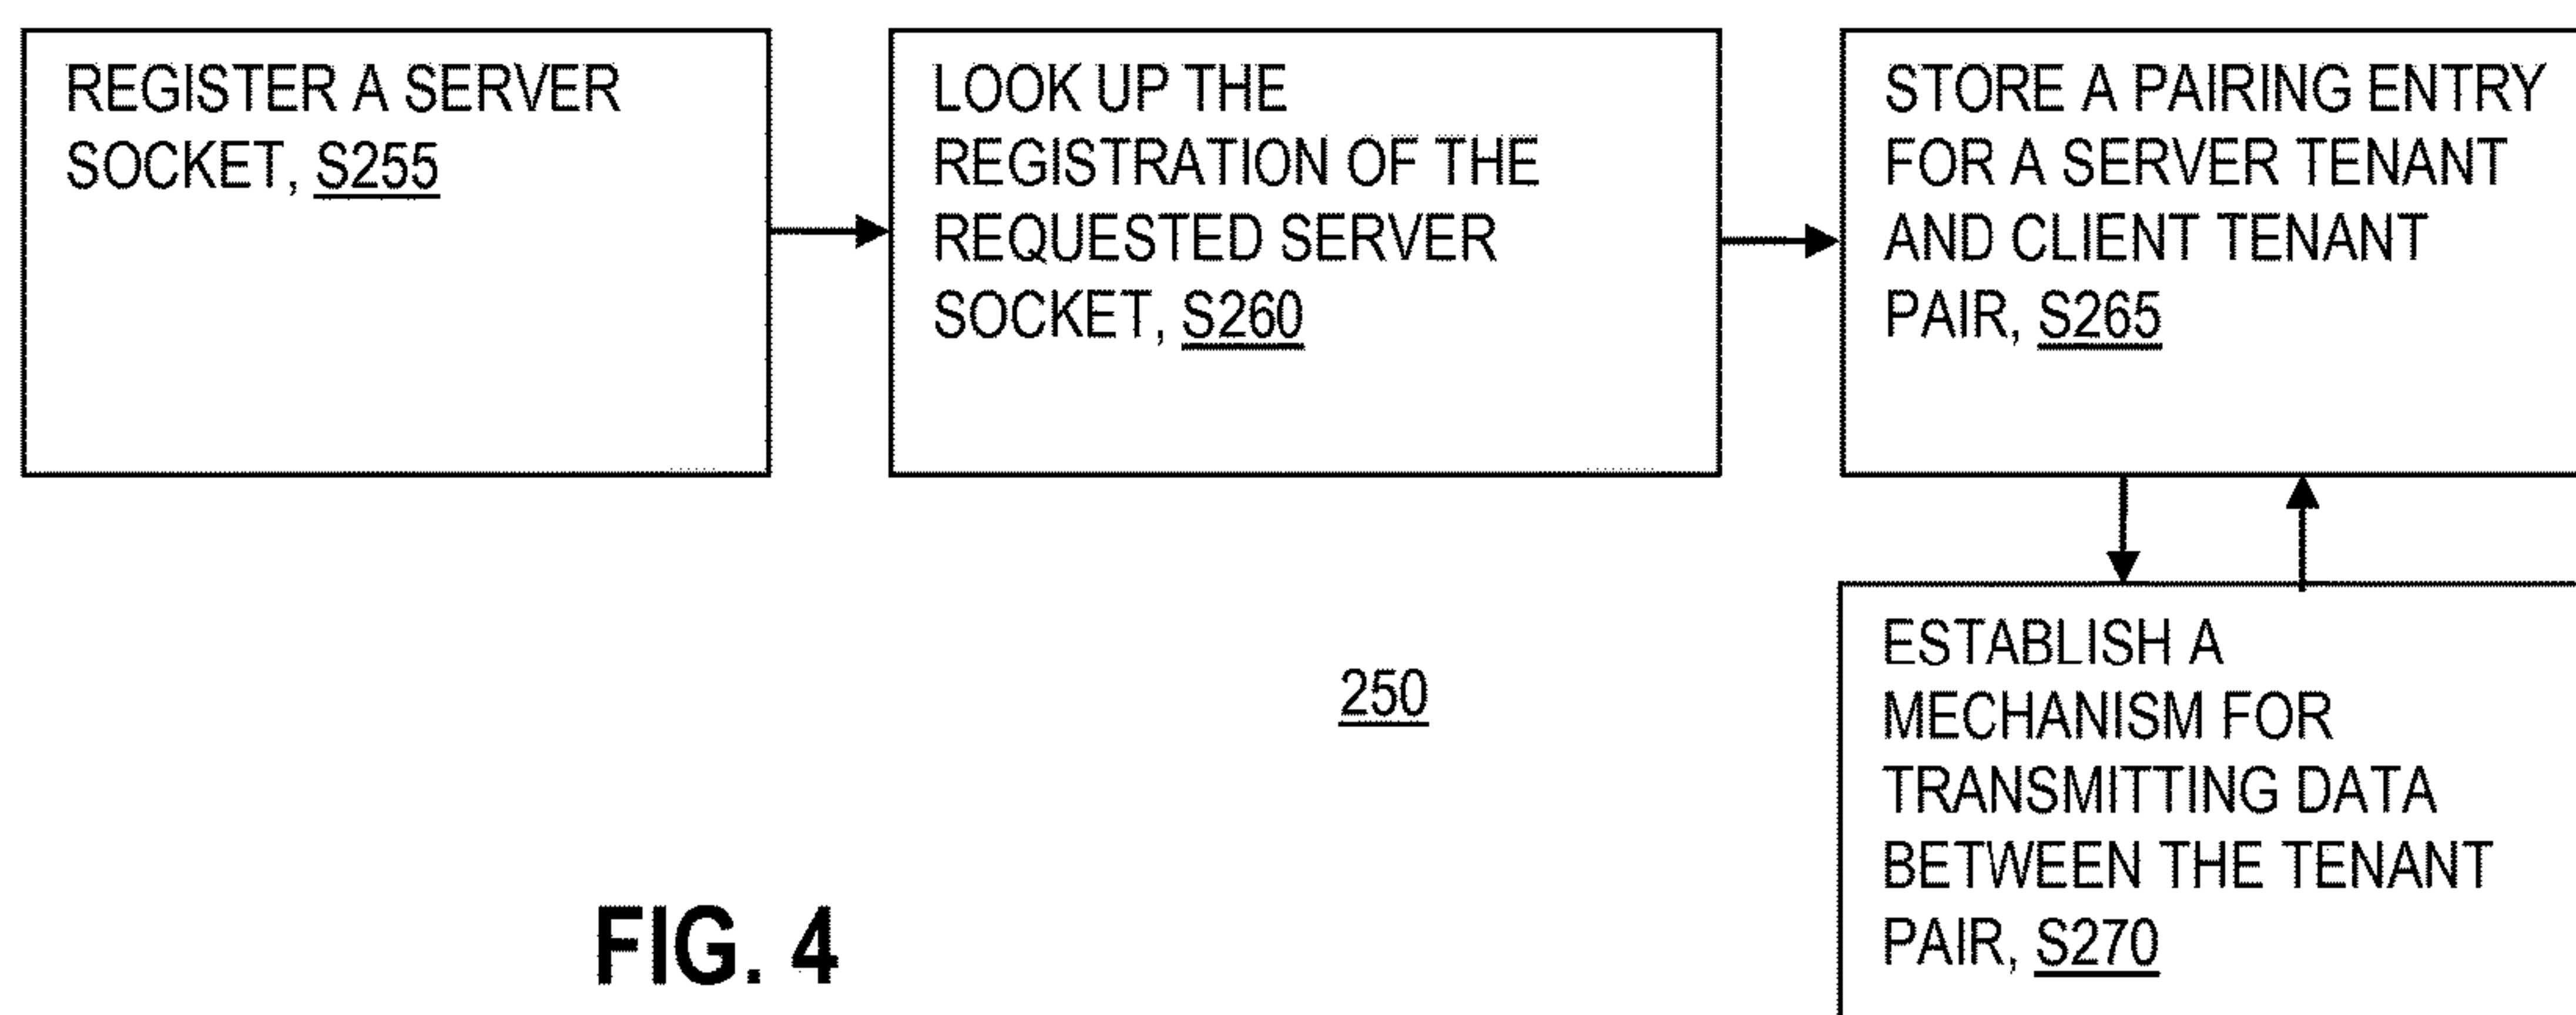 REGISTER A SERVER
SOCKET, S255
LOOK UP THE
REGISTRATION OF THE
REQUESTED SERVER
SOCKET, S260
STORE A PAIRING ENTRY
FOR A SERVER TENANT
AND CLIENT TENANT
PAIR, S265
ESTABLISH A
MECHANISM FOR
TRANSMITTING DATA
BETWEEN THE TENANT
PAIR, S270
250
FIG. 4